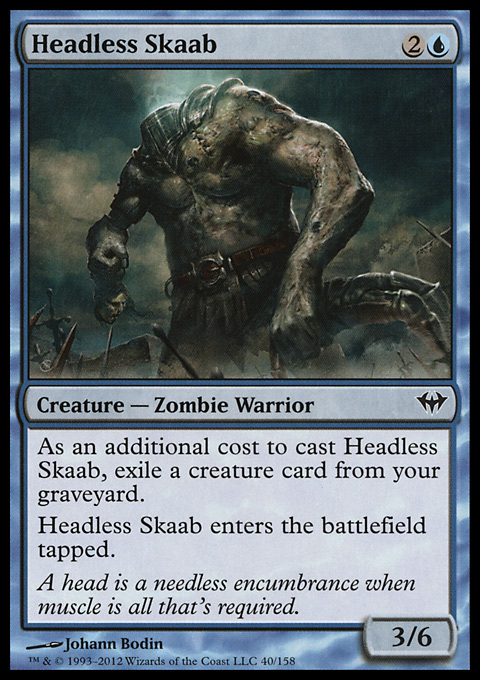 Headless Skaab 2
Creature — Zombie Warrior
As an additional cost to cast Headless
Skaab, exile a creature card from your
graveyard.
Headless Skaab enters the battlefield
tapped.
A head is a needless encumbrance when
muscle is all that's required.
3/6
Johann Bodin
™ & © 1993–2012 Wizards of the Coast LLC 40/158